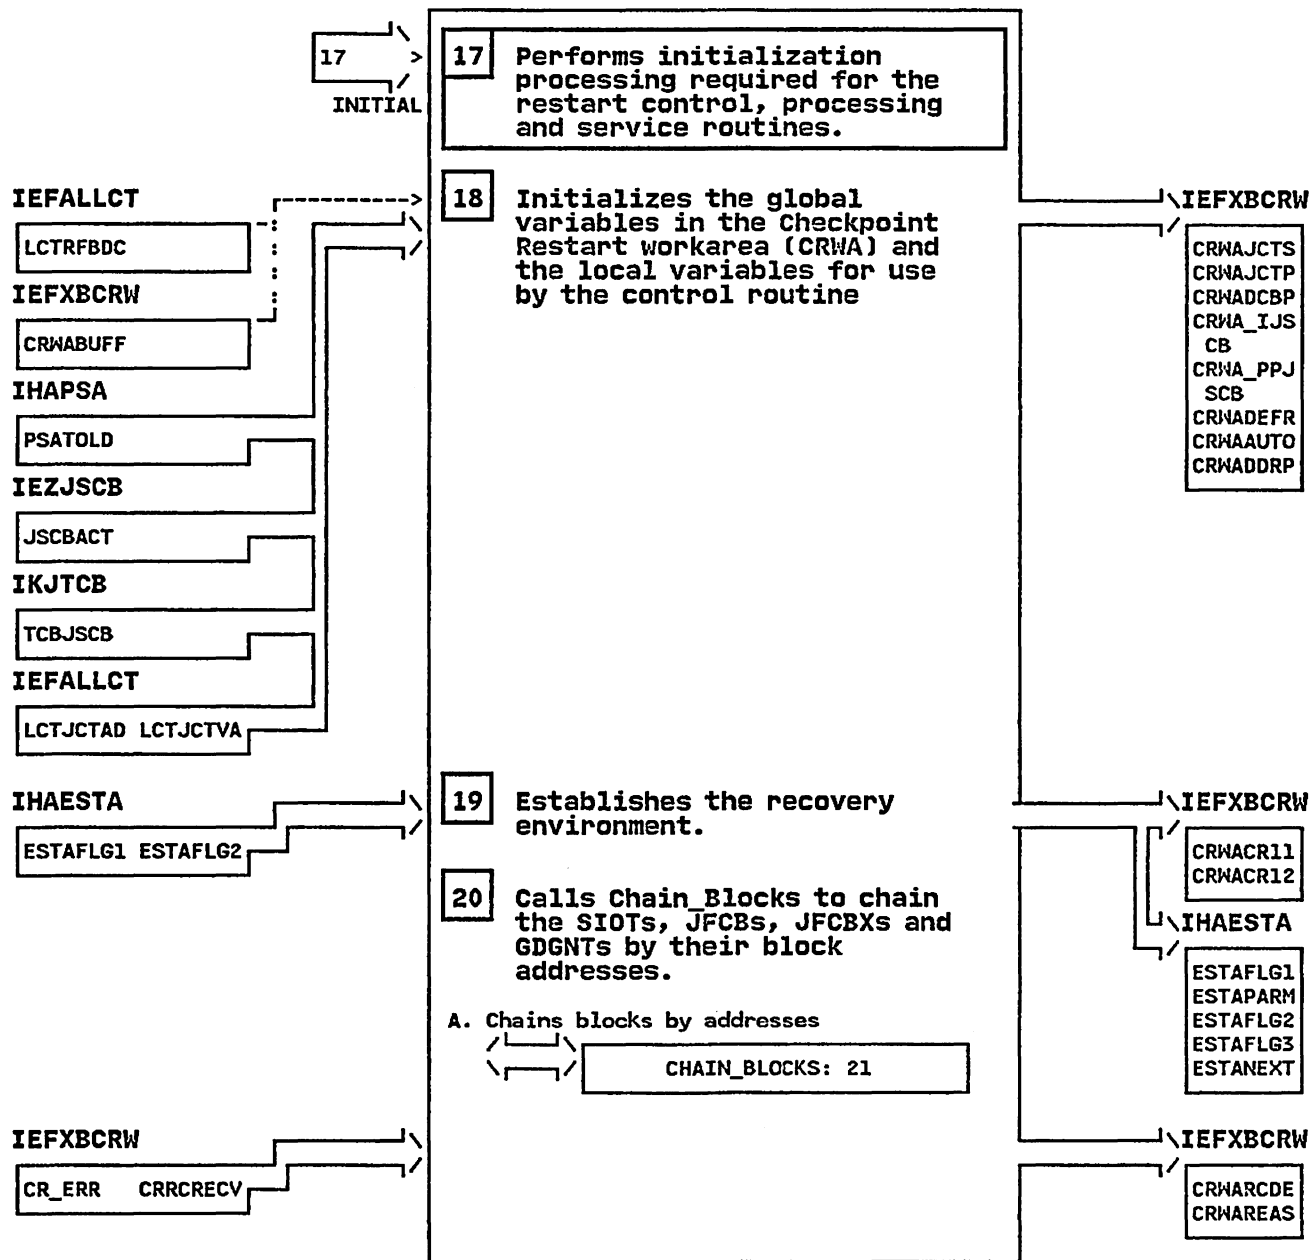 17
INITIAL
17 Performs initialization
processing required for the
restart control, processing
and service routines.
IEFALLCT
LCTRFBDC
IEFXBCRW
CRWABUFF
IHAPSA
PSATOLD
IEZJSCB
JSCBACT
IKJTCB
TCBJSCB
IEFALLCT
LCTJCTAD LCTJCTVA
18 Initializes the global
variables in the Checkpoint
Restart workarea (CRWA) and
the local variables for use
by the control routine
IEFXBCRW
CRWAJCTS
CRWAJCTP
CRWADCBP
CRWA_IJS
CB
CRWA_PPJ
SCB
CRWADEFR
CRWAAUTO
CRWADDRP
IHAESTA
ESTAFLG1 ESTAFLG2
19 Establishes the recovery
environment.
IEFXBCRW
CRWACR11
CRWACR12
IHAESTA
ESTAFLG1
ESTAPARM
ESTAFLG2
ESTAFLG3
ESTANEXT
20 Calls Chain_Blocks to chain
the SIOTs, JFCBs, JFCBXs and
GDGNTs by their block
addresses.
A. Chains blocks by addresses
CHAIN_BLOCKS: 21
IEFXBCRW
CR_ERR CRRCRECV
IEFXBCRW
CRWARCDE
CRWAREAS